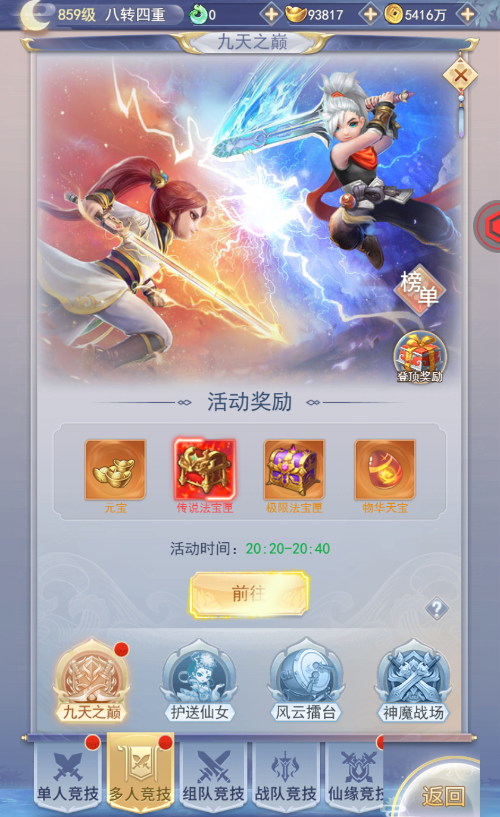 859级 八转四重 0 93817 5416万
九天之巅
榜单
登顶奖励
活动奖励
元宝 传说法宝匣 极限法宝匣 物华天宝
活动时间：20:20-20:40
前往
?
九天之巅 护送仙女 风云擂台 神魔战场
单人竞技 多人竞技 组队竞技 战队竞技 仙缘竞技
返回